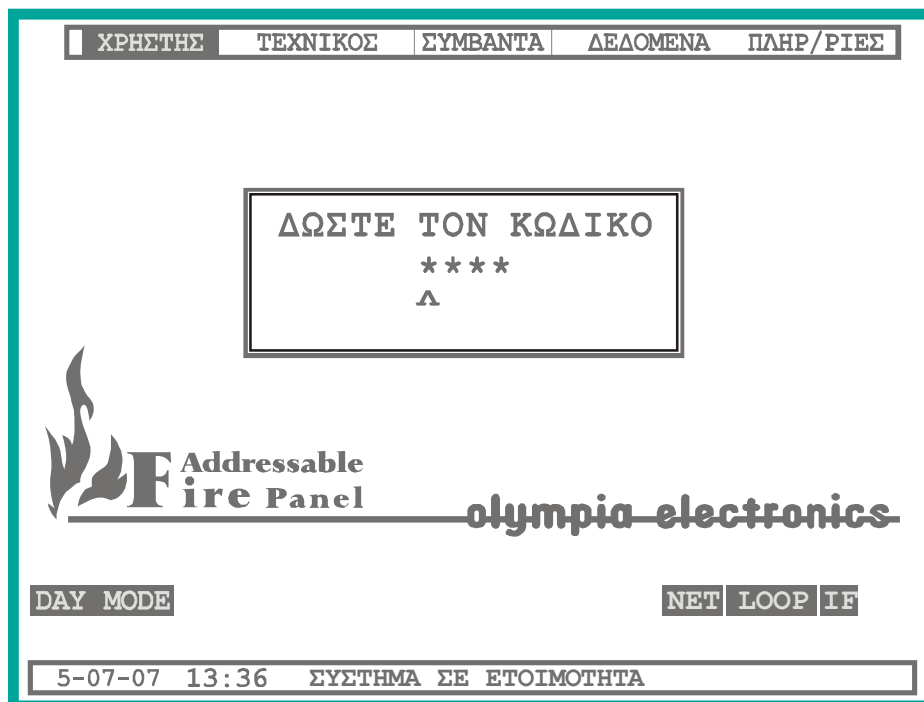 ΧΡΗΣΤΗΣ ΤΕΧΝΙΚΟΣ ΣΥΜΒΑΝΤΑ ΔΕΔΟΜΕΝΑ ΠΛΗΡ/ΡΙΕΣ
ΔΩΣΤΕ ΤΟΝ ΚΩΔΙΚΟ
****
^
Addressable
Fire Panel
olympia electronics
DAY MODE NET LOOP IF
5-07-07 13:36 ΣΥΣΤΗΜΑ ΣΕ ΕΤΟΙΜΟΤΗΤΑ